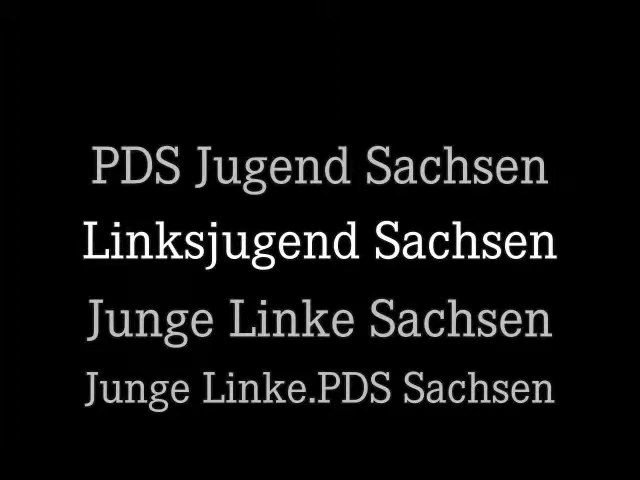 PDS Jugend Sachsen
Linksjugend Sachsen
Junge Linke Sachsen
Junge Linke.PDS Sachsen